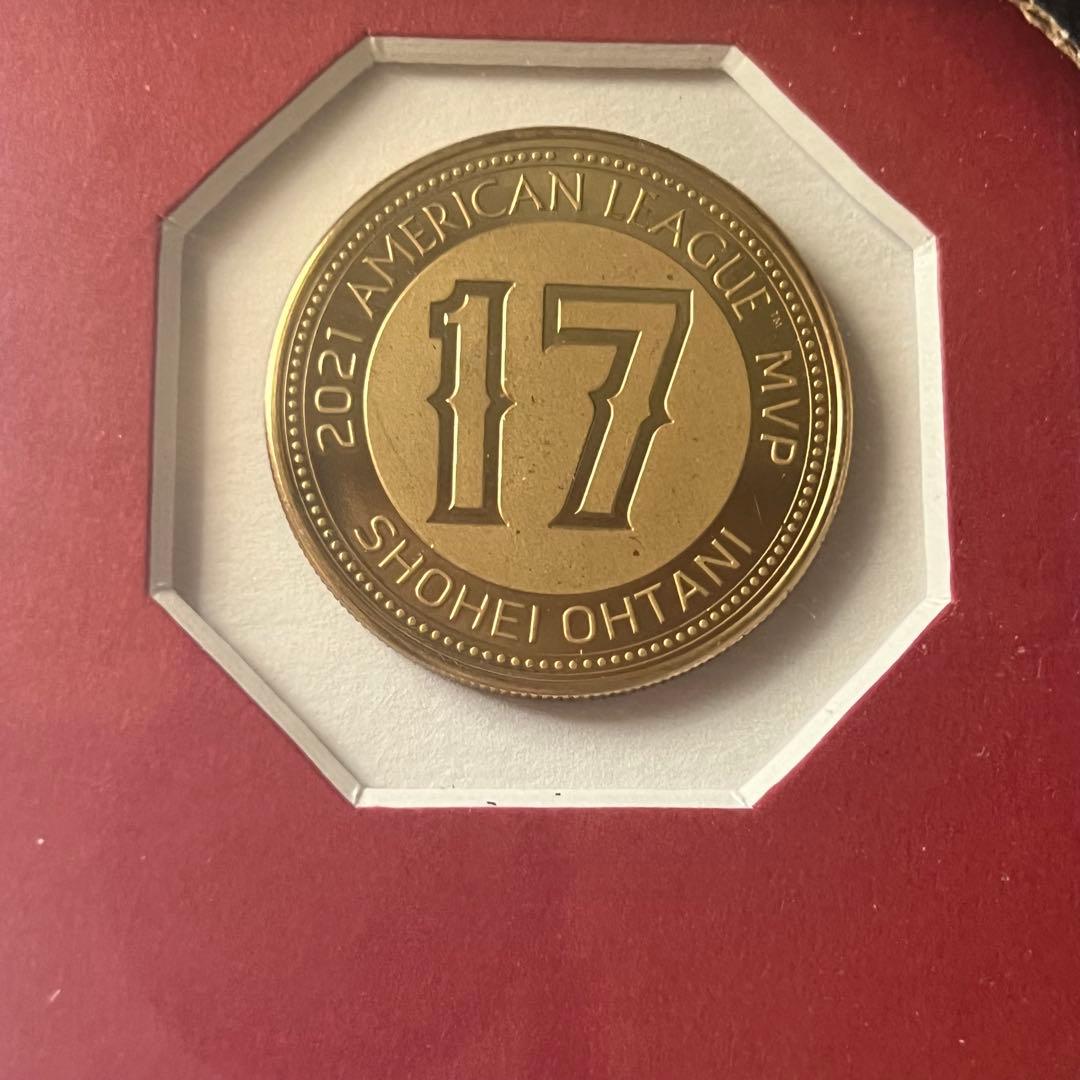 2021 AMERICAN LEAGUE™ MVP
17
SHOHEI OHTANI